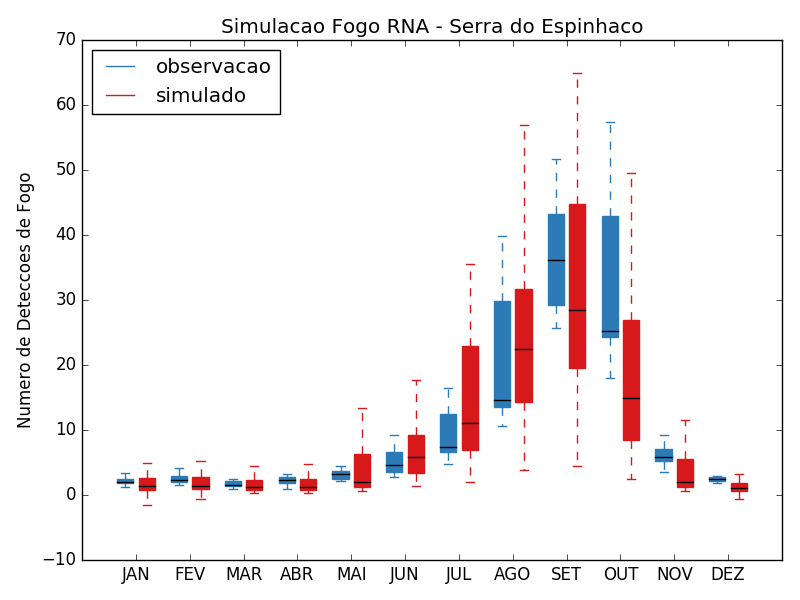 Simulacao Fogo RNA - Serra do Espinhaco
observacao
simulado
Numero de Deteccoes de Fogo
70
60
50
40
30
20
10
0
−10
JAN FEV MAR ABR MAI JUN JUL AGO SET OUT NOV DEZ